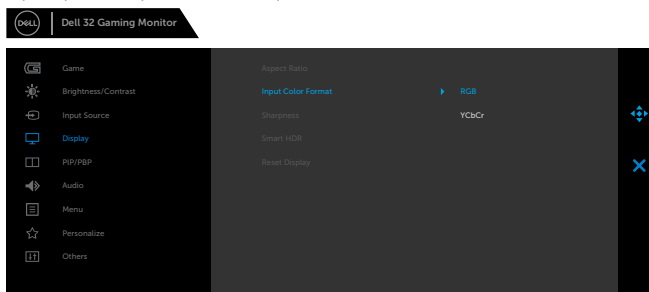 DELL
Dell 32 Gaming Monitor
Game
Aspect Ratio
Brightness/Contrast
Input Color Format
RGB
Input Source
Sharpness
YCbCr
Display
Smart HDR
PIP/PBP
Reset Display
Audio
Menu
Personalize
Others